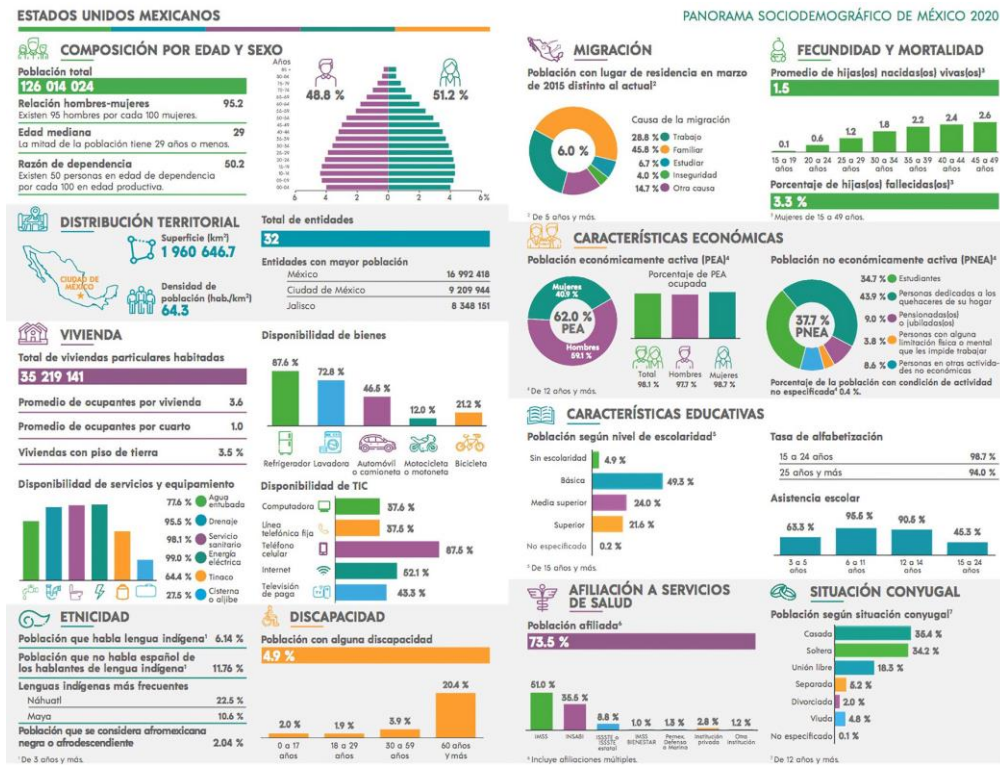 ESTADOS UNIDOS MEXICANOS
PANORAMA SOCIODEMOGRÁFICO DE MÉXICO 2020
COMPOSICIÓN POR EDAD Y SEXO
Población total
126 014 024
Relación hombres-mujeres 95.2
Existen 95 hombres por cada 100 mujeres.
Edad mediana 29
La mitad de la población tiene 29 años o menos.
Razón de dependencia 50.2
Existen 50 personas en edad de dependencia
por cada 100 en edad productiva.
Años
48.8 % 51.2 %
6 4 2 0 2 4 6%
DISTRIBUCIÓN TERRITORIAL
Superficie (km²)
1 960 646.7
CIUDAD DE
MÉXICO
Densidad de
población (hab./km²)
64.3
Total de entidades
32
Entidades con mayor población
México 16 992 418
Ciudad de México 9 209 944
Jalisco 8 348 151
VIVIENDA
Total de viviendas particulares habitadas
35 219 141
Promedio de ocupantes por vivienda 3.6
Promedio de ocupantes por cuarto 1.0
Viviendas con piso de tierra 3.5 %
Disponibilidad de bienes
87.6 % 72.8 % 46.5 % 12.0 % 21.2 %
Refrigerador Lavadora Automóvil Motocicleta Bicicleta
o camioneta o motoneta
Disponibilidad de servicios y equipamiento
77.6 % Agua
entubada
95.5 % Drenaje
98.1 % Servicio
sanitario
99.0 % Energía
eléctrica
64.4 % Tinaco
27.5 % Cisterna
o aljibe
Disponibilidad de TIC
Computadora 37.6 %
Línea
telefónica fija 37.5 %
Teléfono
celular 87.5 %
Internet 52.1 %
Televisión
de paga 43.3 %
ETNICIDAD
Población que habla lengua indígena¹ 6.14 %
Población que no habla español de
los hablantes de lengua indígena¹ 11.76 %
Lenguas indígenas más frecuentes
Náhuatl 22.5 %
Maya 10.6 %
Población que se considera afromexicana
negra o afrodescendiente 2.04 %
¹ De 3 años y más.
DISCAPACIDAD
Población con alguna discapacidad
4.9 %
2.0 % 1.9 % 3.9 % 20.4 %
0 a 17 18 a 29 30 a 59 60 años
años años años y más
MIGRACIÓN
Población con lugar de residencia en marzo
de 2015 distinto al actual²
6.0 %
Causa de la migración
28.8 % Trabajo
45.8 % Familiar
6.7 % Estudiar
4.0 % Inseguridad
14.7 % Otra causa
² De 5 años y más.
FECUNDIDAD Y MORTALIDAD
Promedio de hijas(os) nacidas(os) vivas(os)³
1.5
0.1 0.6 1.2 1.8 2.2 2.4 2.6
15 a 19 20 a 24 25 a 29 30 a 34 35 a 39 40 a 44 45 a 49
años años años años años años años
Porcentaje de hijas(os) fallecidas(os)³
3.3 %
³ Mujeres de 15 a 49 años.
CARACTERÍSTICAS ECONÓMICAS
Población económicamente activa (PEA)⁴
Mujeres
40.9 %
62.0 %
PEA
Hombres
59.1 %
Porcentaje de PEA
ocupada
Total Hombres Mujeres
98.1 % 97.7 % 98.7 %
⁴ De 12 años y más.
Población no económicamente activa (PNEA)⁴
37.7 %
PNEA
34.7 % Estudiantes
43.9 % Personas dedicadas a los
quehaceres de su hogar
9.0 % Pensionadas(os)
o jubiladas(os)
3.8 % Personas con alguna
limitación física o mental
que les impide trabajar
8.6 % Personas en otras activida-
des no económicas
Porcentaje de la población con condición de actividad
no especificada⁴ 0.4 %.
CARACTERÍSTICAS EDUCATIVAS
Población según nivel de escolaridad⁵
Sin escolaridad 4.9 %
Básica 49.3 %
Media superior 24.0 %
Superior 21.6 %
No especificado 0.2 %
⁵ De 15 años y más.
Tasa de alfabetización
15 a 24 años 98.7 %
25 años y más 94.0 %
Asistencia escolar
63.3 % 95.5 % 90.5 % 45.3 %
3 a 5 6 a 11 12 a 14 15 a 24
años años años años
AFILIACIÓN A SERVICIOS
DE SALUD
Población afiliada⁶
73.5 %
51.0 % 35.5 % 8.8 % 1.0 % 1.3 % 2.8 % 1.2 %
IMSS INSABI ISSSTE o IMSS Pemex, Institución Otra
ISSSTE BIENESTAR Defensa privada institución
estatal o Marina
⁶ Incluye afiliaciones múltiples.
SITUACIÓN CONYUGAL
Población según situación conyugal⁷
Casada 35.4 %
Soltera 34.2 %
Unión libre 18.3 %
Separada 5.2 %
Divorciada 2.0 %
Viuda 4.8 %
No especificado 0.1 %
⁷ De 12 años y más.